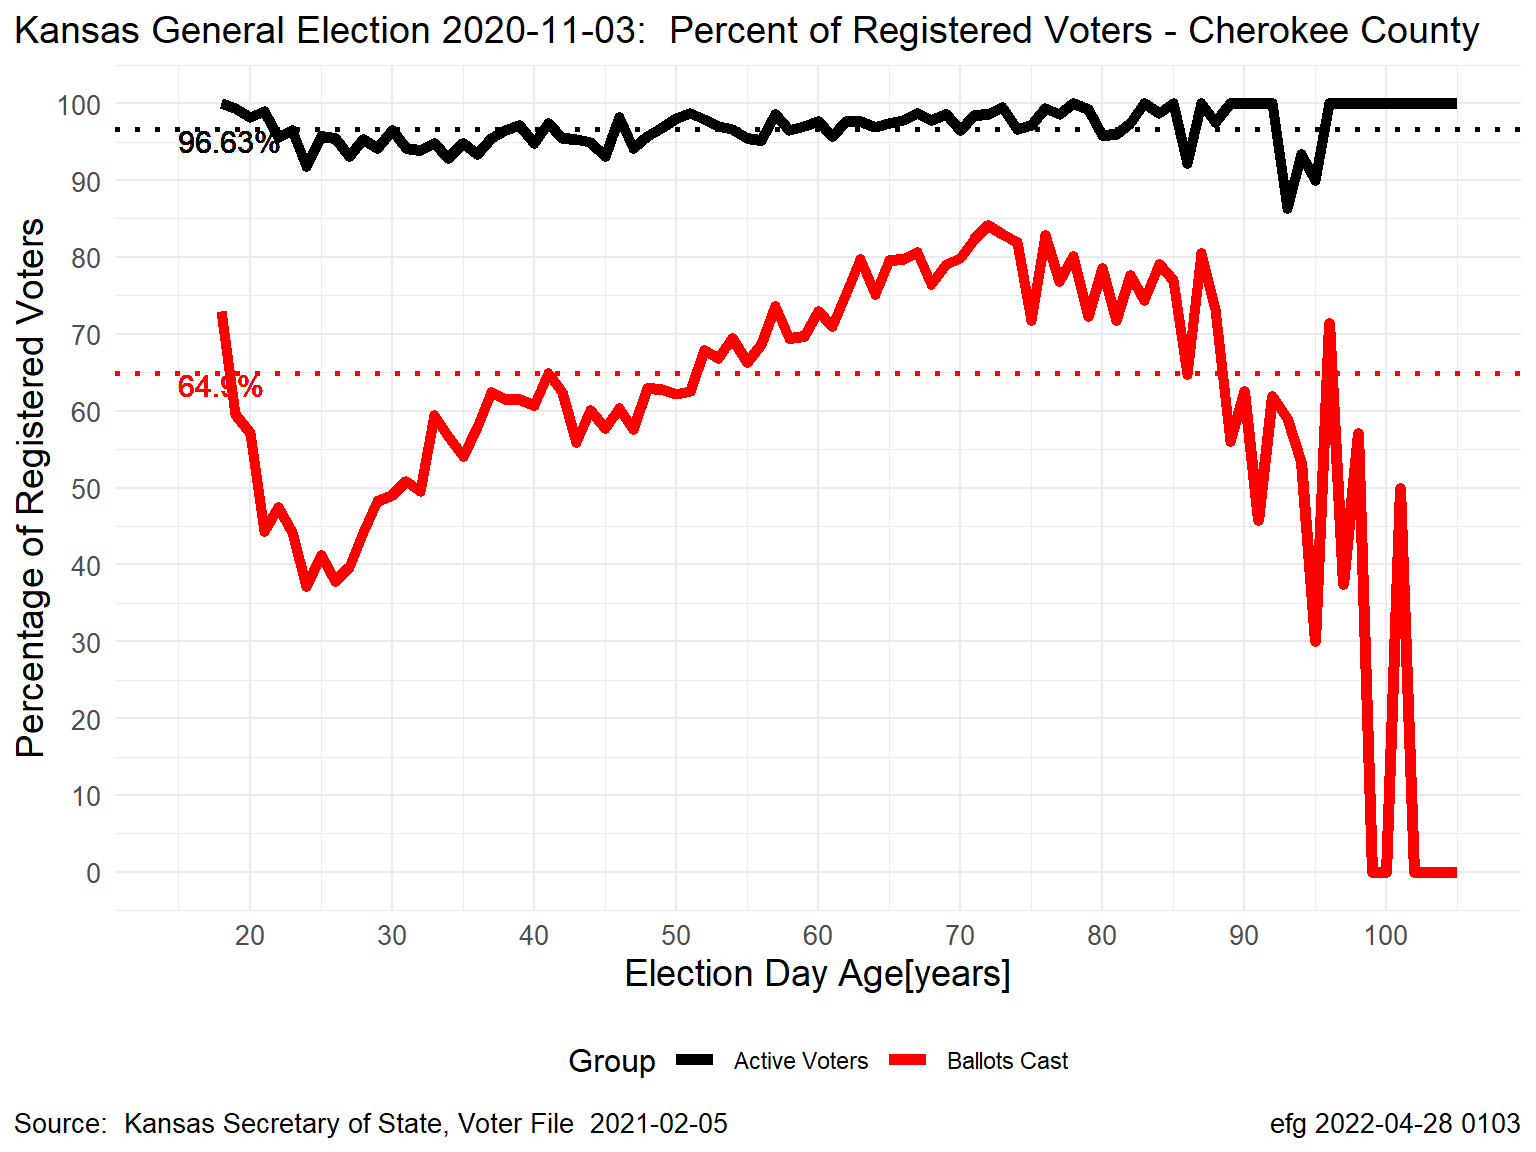 Kansas General Election 2020-11-03:  Percent of Registered Voters - Cherokee County
Percentage of Registered Voters
100
90
80
70
60
50
40
30
20
10
0
96.63%
64.9%
20 30 40 50 60 70 80 90 100
Election Day Age[years]
Group Active Voters Ballots Cast
Source:  Kansas Secretary of State, Voter File  2021-02-05
efg 2022-04-28 0103